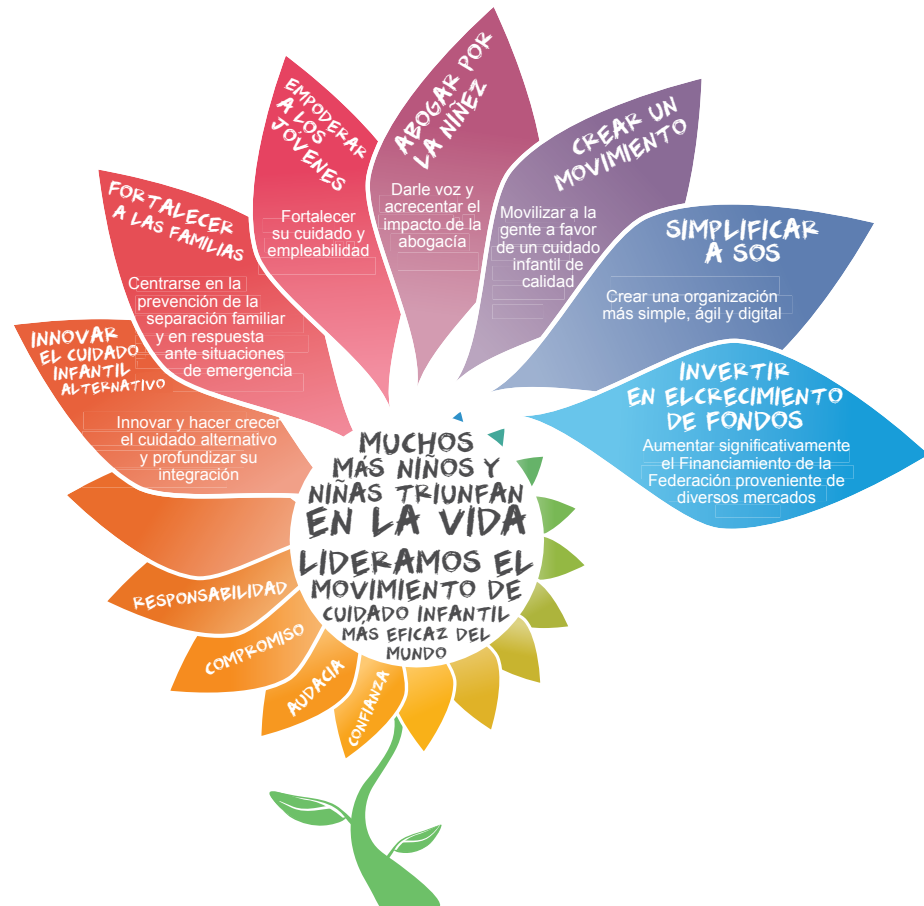 INNOVAR
EL CUIDADO
INFANTIL
ALTERNATIVO
Innovar y hacer crecer
el cuidado alternativo
y profundizar su
integración
FORTALECER
A LAS FAMILIAS
Centrarse en la
prevención de la
separación familiar
y en respuesta
ante situaciones
de emergencia
EMPODERAR
A LOS
JÓVENES
Fortalecer
su cuidado y
empleabilidad
ABOGAR POR
LA NIÑEZ
Darle voz y
acrecentar el
impacto de la
abogacía
CREAR UN
MOVIMIENTO
Movilizar a la
gente a favor
de un cuidado
infantil de
calidad
SIMPLIFICAR
A SOS
Crear una organización
más simple, ágil y digital
INVERTIR
EN ELCRECIMIENTO
DE FONDOS
Aumentar significativamente
el Financiamiento de la
Federación proveniente de
diversos mercados
MUCHOS
MÁS NIÑOS Y
NIÑAS TRIUNFAN
EN LA VIDA
LIDERAMOS EL
MOVIMIENTO DE
CUIDADO INFANTIL
MÁS EFICAZ DEL
MUNDO
RESPONSABILIDAD
COMPROMISO
AUDACIA
CONFIANZA